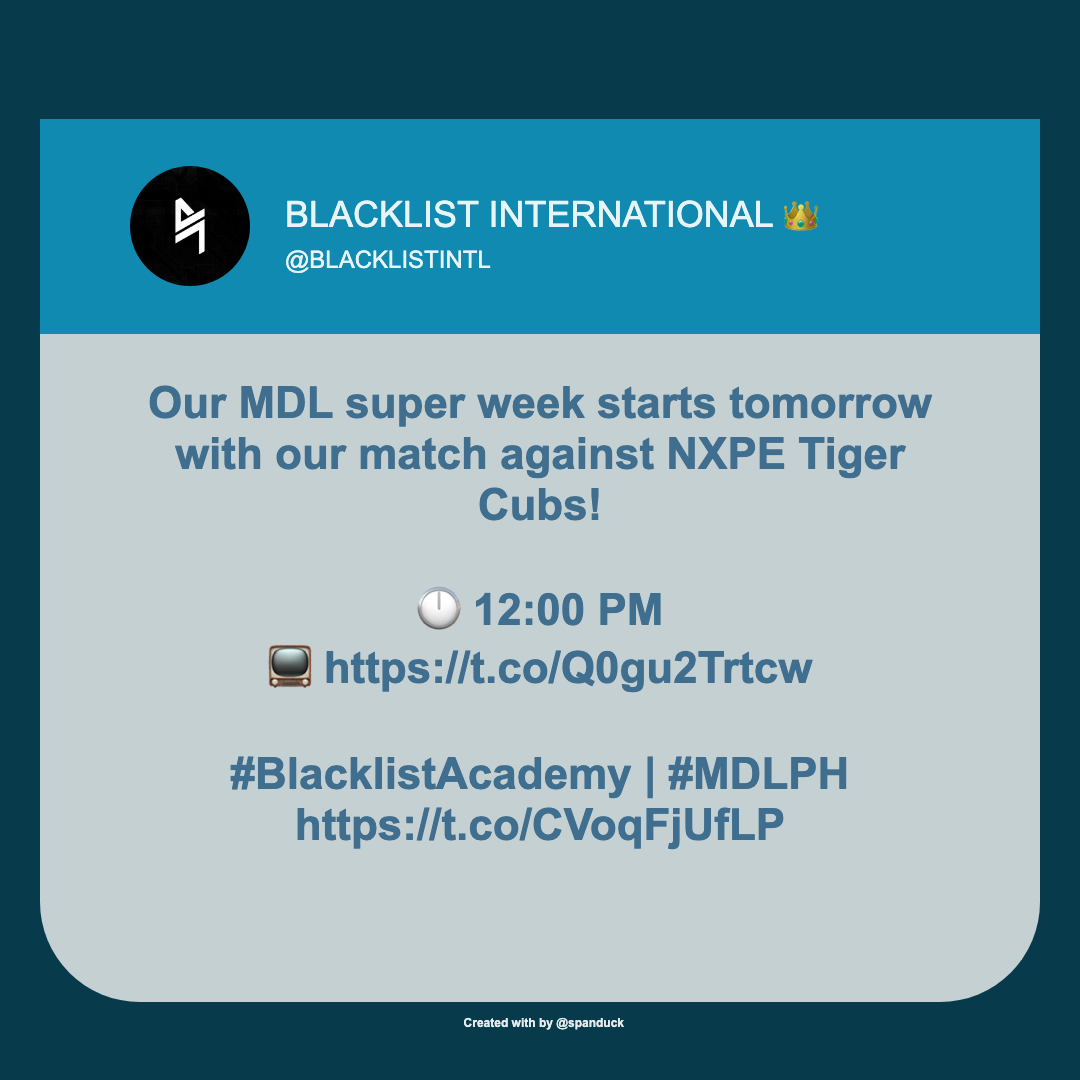 BLACKLIST INTERNATIONAL 👑
@BLACKLISTINTL
Our MDL super week starts tomorrow
with our match against NXPE Tiger
Cubs!
🕛 12:00 PM
📺 https://t.co/Q0gu2Trtcw
#BlacklistAcademy | #MDLPH
https://t.co/CVoqFjUfLP
Created with by @spanduck